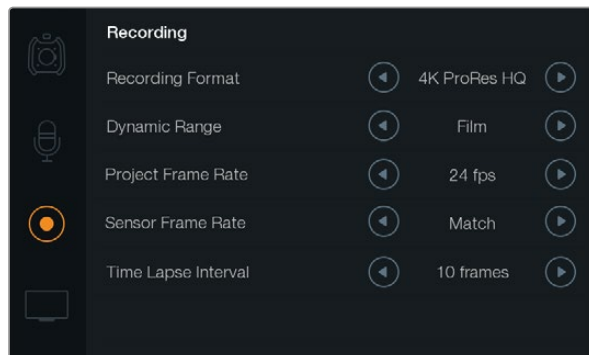 Recording
Recording Format 4K ProRes HQ
Dynamic Range Film
Project Frame Rate 24 fps
Sensor Frame Rate Match
Time Lapse Interval 10 frames